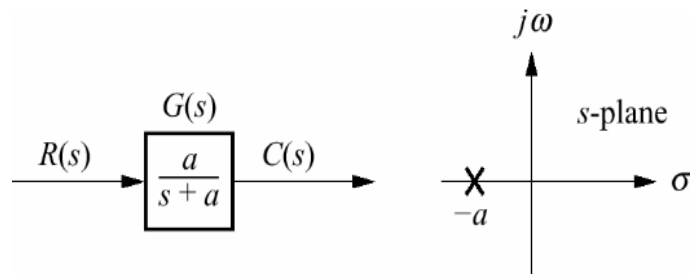 G(s)
R(s)
a
s + a
C(s)
jω
s-plane
σ
−a